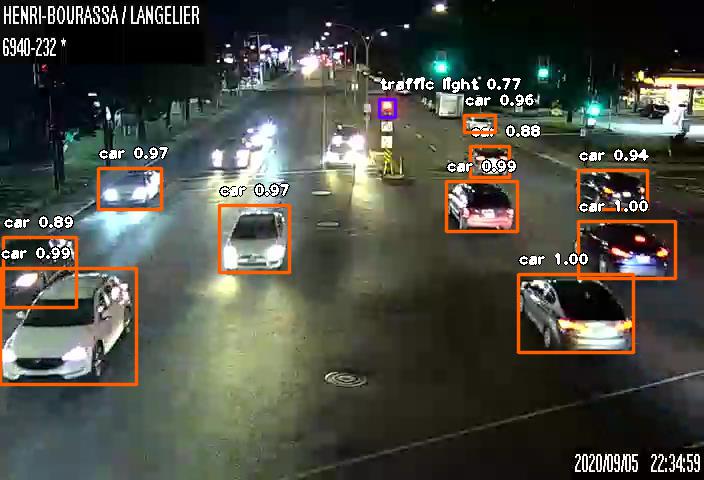 HENRI-BOURASSA / LANGELIER
6940-232 *
traffic light 0.77
car 0.96
car 0.88
car 0.99
car 0.94
car 0.97
car 0.97
car 1.00
car 0.89
car 0.99
car 1.00
2020/09/05 22:34:59